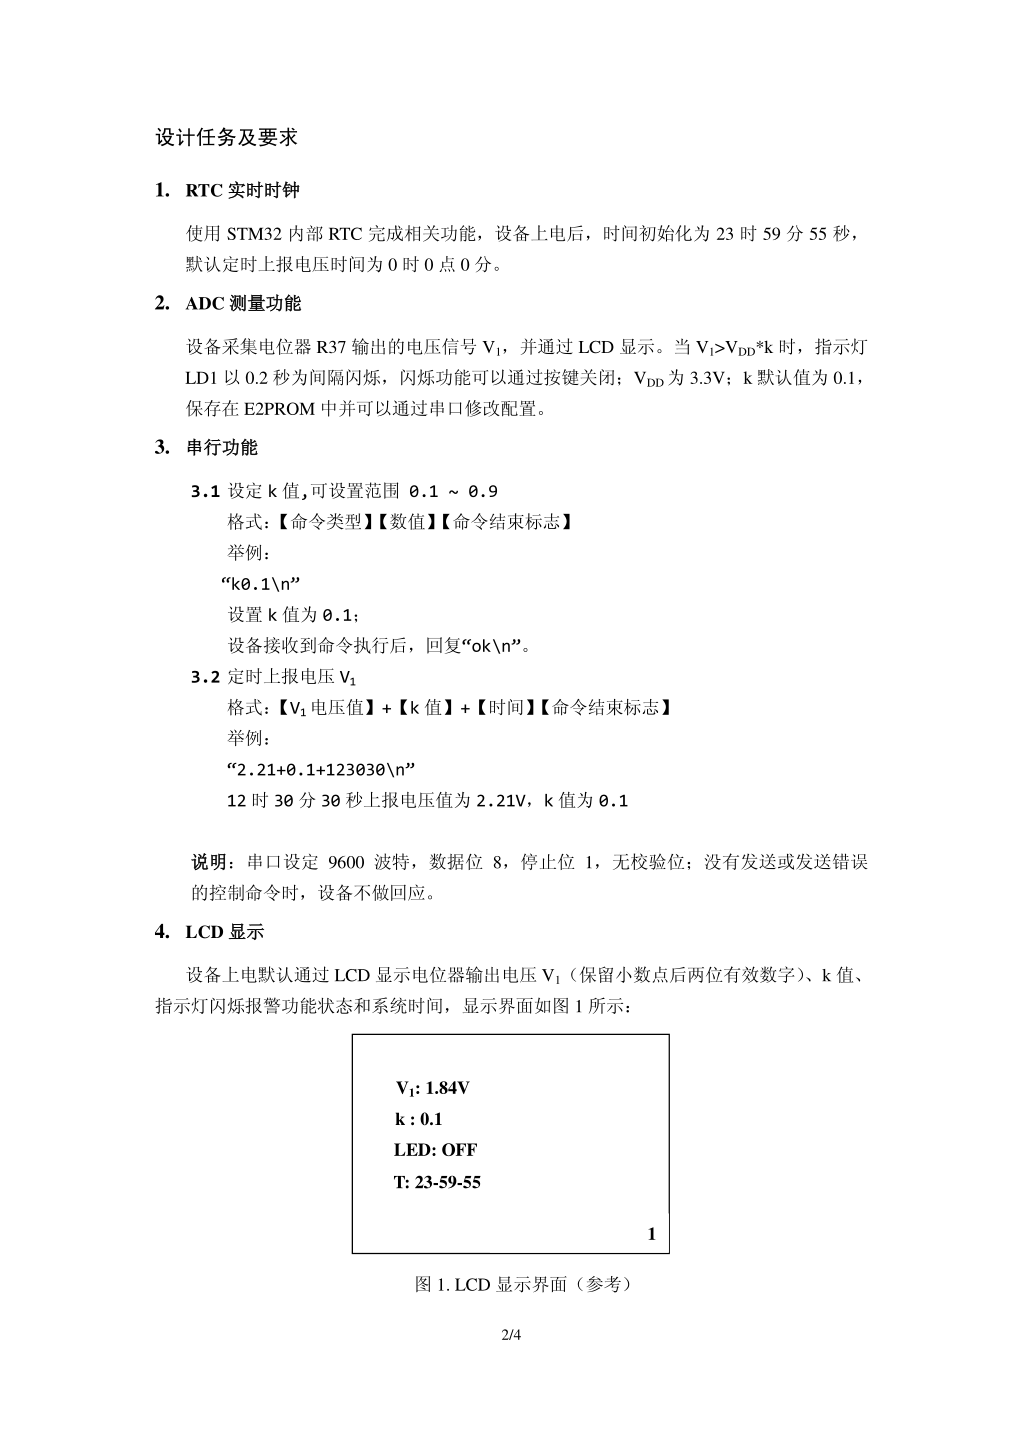 设计任务及要求
1. RTC 实时时钟
使用 STM32 内部 RTC 完成相关功能，设备上电后，时间初始化为 23 时 59 分 55 秒，
默认定时上报电压时间为 0 时 0 点 0 分。
2. ADC 测量功能
设备采集电位器 R37 输出的电压信号 V1，并通过 LCD 显示。当 V1>VDD*k 时，指示灯
LD1 以 0.2 秒为间隔闪烁，闪烁功能可以通过按键关闭；VDD 为 3.3V；k 默认值为 0.1，
保存在 E2PROM 中并可以通过串口修改配置。
3. 串行功能
3.1 设定 k 值,可设置范围 0.1 ~ 0.9
格式：【命令类型】【数值】【命令结束标志】
举例：
“k0.1\n”
设置 k 值为 0.1；
设备接收到命令执行后，回复“ok\n”。
3.2 定时上报电压 V1
格式：【V1 电压值】+【k 值】+【时间】【命令结束标志】
举例：
“2.21+0.1+123030\n”
12 时 30 分 30 秒上报电压值为 2.21V，k 值为 0.1
说明：串口设定 9600 波特，数据位 8，停止位 1，无校验位；没有发送或发送错误
的控制命令时，设备不做回应。
4. LCD 显示
设备上电默认通过 LCD 显示电位器输出电压 V1（保留小数点后两位有效数字）、k 值、
指示灯闪烁报警功能状态和系统时间，显示界面如图 1 所示：
V1: 1.84V
k : 0.1
LED: OFF
T: 23-59-55
1
图 1. LCD 显示界面（参考）
2/4